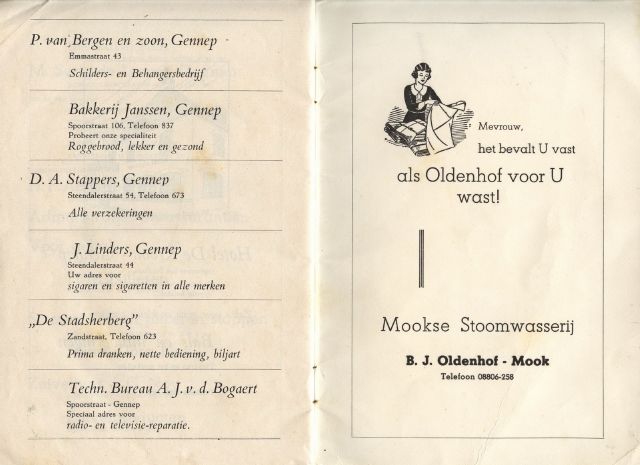 P. van Bergen en zoon, Gennep
Emmastraat 43
Schilders- en Behangersbedrijf
Bakkerij Janssen, Gennep
Spoorstraat 106, Telefoon 837
Probeert onze specialiteit
Roggebrood, lekker en gezond
D. A. Stappers, Gennep
Steendalerstraat 54, Telefoon 673
Alle verzekeringen
J. Linders, Gennep
Steendalerstraat 44
Uw adres voor
sigaren en sigaretten in alle merken
„De Stadsherberg”
Zandstraat, Telefoon 623
Prima dranken, nette bediening, biljart
Techn. Bureau A. J. v. d. Bogaert
Spoorstraat - Gennep
Speciaal adres voor
radio- en televisie-reparatie.
Mevrouw,
het bevalt U vast
als Oldenhof voor U
wast!
Mookse Stoomwasserij
B. J. Oldenhof - Mook
Telefoon 08806-258